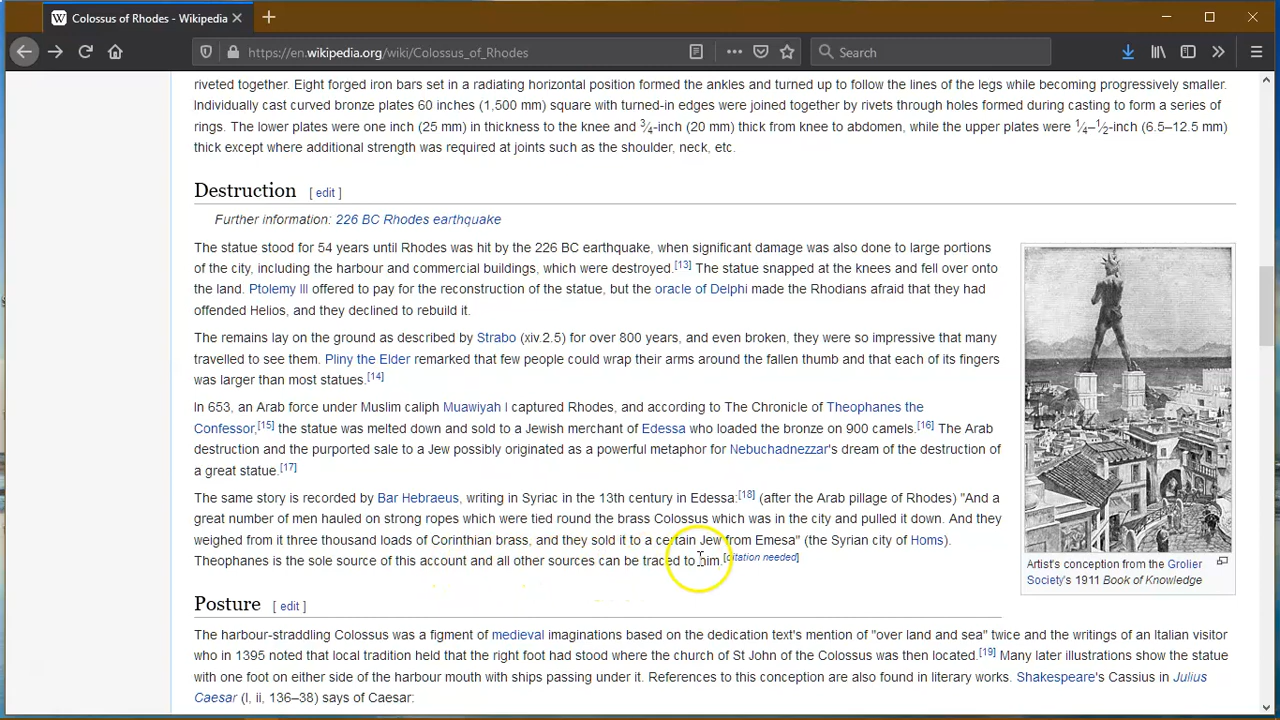 Colossus of Rhodes - Wikipedia
https://en.wikipedia.org/wiki/Colossus_of_Rhodes
Search
riveted together. Eight forged iron bars set in a radiating horizontal position formed the ankles and turned up to follow the lines of the legs while becoming progressively smaller.
Individually cast curved bronze plates 60 inches (1,500 mm) square with turned-in edges were joined together by rivets through holes formed during casting to form a series of
rings. The lower plates were one inch (25 mm) in thickness to the knee and 3⁄4-inch (20 mm) thick from knee to abdomen, while the upper plates were 1⁄4–1⁄2-inch (6.5–12.5 mm)
thick except where additional strength was required at joints such as the shoulder, neck, etc.
Destruction [ edit ]
Further information: 226 BC Rhodes earthquake
The statue stood for 54 years until Rhodes was hit by the 226 BC earthquake, when significant damage was also done to large portions
of the city, including the harbour and commercial buildings, which were destroyed.[13] The statue snapped at the knees and fell over onto
the land. Ptolemy III offered to pay for the reconstruction of the statue, but the oracle of Delphi made the Rhodians afraid that they had
offended Helios, and they declined to rebuild it.
The remains lay on the ground as described by Strabo (xiv.2.5) for over 800 years, and even broken, they were so impressive that many
travelled to see them. Pliny the Elder remarked that few people could wrap their arms around the fallen thumb and that each of its fingers
was larger than most statues.[14]
In 653, an Arab force under Muslim caliph Muawiyah I captured Rhodes, and according to The Chronicle of Theophanes the
Confessor,[15] the statue was melted down and sold to a Jewish merchant of Edessa who loaded the bronze on 900 camels.[16] The Arab
destruction and the purported sale to a Jew possibly originated as a powerful metaphor for Nebuchadnezzar's dream of the destruction of
a great statue.[17]
The same story is recorded by Bar Hebraeus, writing in Syriac in the 13th century in Edessa:[18] (after the Arab pillage of Rhodes) "And a
great number of men hauled on strong ropes which were tied round the brass Colossus which was in the city and pulled it down. And they
weighed from it three thousand loads of Corinthian brass, and they sold it to a certain Jew from Emesa" (the Syrian city of Homs).
Theophanes is the sole source of this account and all other sources can be traced to him.[citation needed]
Artist's conception from the Grolier
Society's 1911 Book of Knowledge
Posture [ edit ]
The harbour-straddling Colossus was a figment of medieval imaginations based on the dedication text's mention of "over land and sea" twice and the writings of an Italian visitor
who in 1395 noted that local tradition held that the right foot had stood where the church of St John of the Colossus was then located.[19] Many later illustrations show the statue
with one foot on either side of the harbour mouth with ships passing under it. References to this conception are also found in literary works. Shakespeare's Cassius in Julius
Caesar (I, ii, 136–38) says of Caesar: